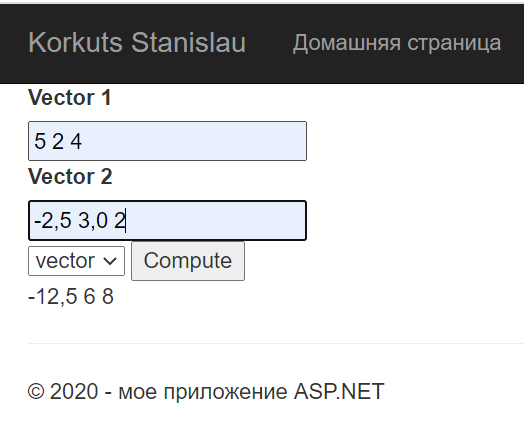 Korkuts Stanislau Домашняя страница
Vector 1
5 2 4
Vector 2
-2,5 3,0 2
vector Compute
-12,5 6 8
© 2020 - мое приложение ASP.NET